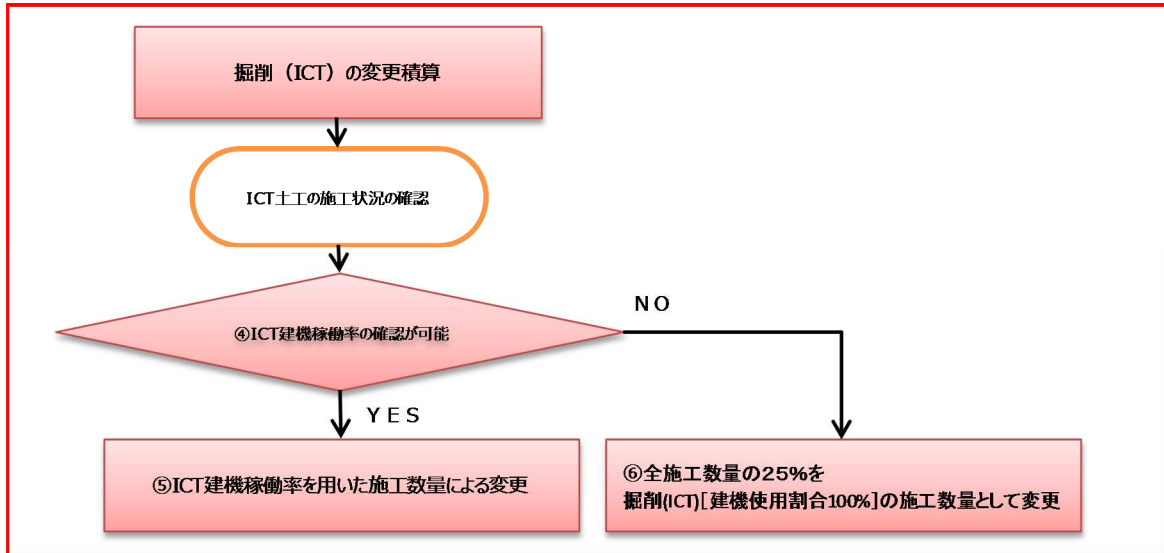 掘削（ICT）の変更積算
ICT土工の施工状況の確認
④ICT建機稼働率の確認が可能
NO
YES
⑤ICT建機稼働率を用いた施工数量による変更
⑥全施工数量の25%を
掘削(ICT)[建機使用割合100%]の施工数量として変更